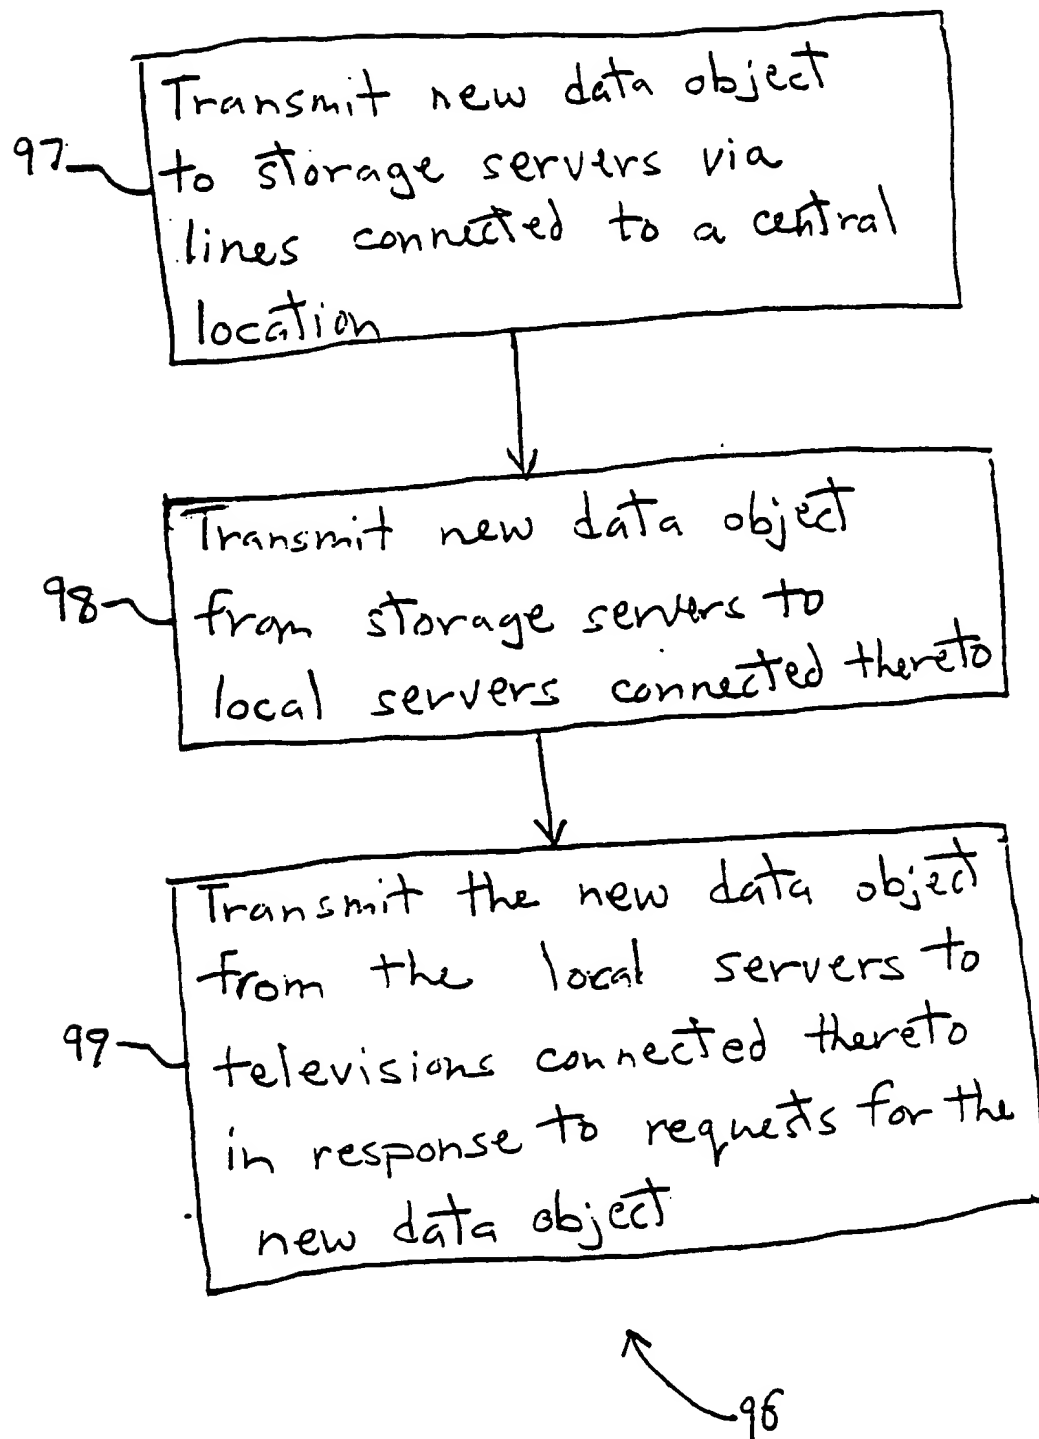 Transmit new data object
97
to storage servers via
lines connected to a central
location
Transmit new data object
98
from storage servers to
local servers connected thereto
Transmit the new data object
from the local servers to
99
televisions connected thereto
in response to requests for the
new data object
96